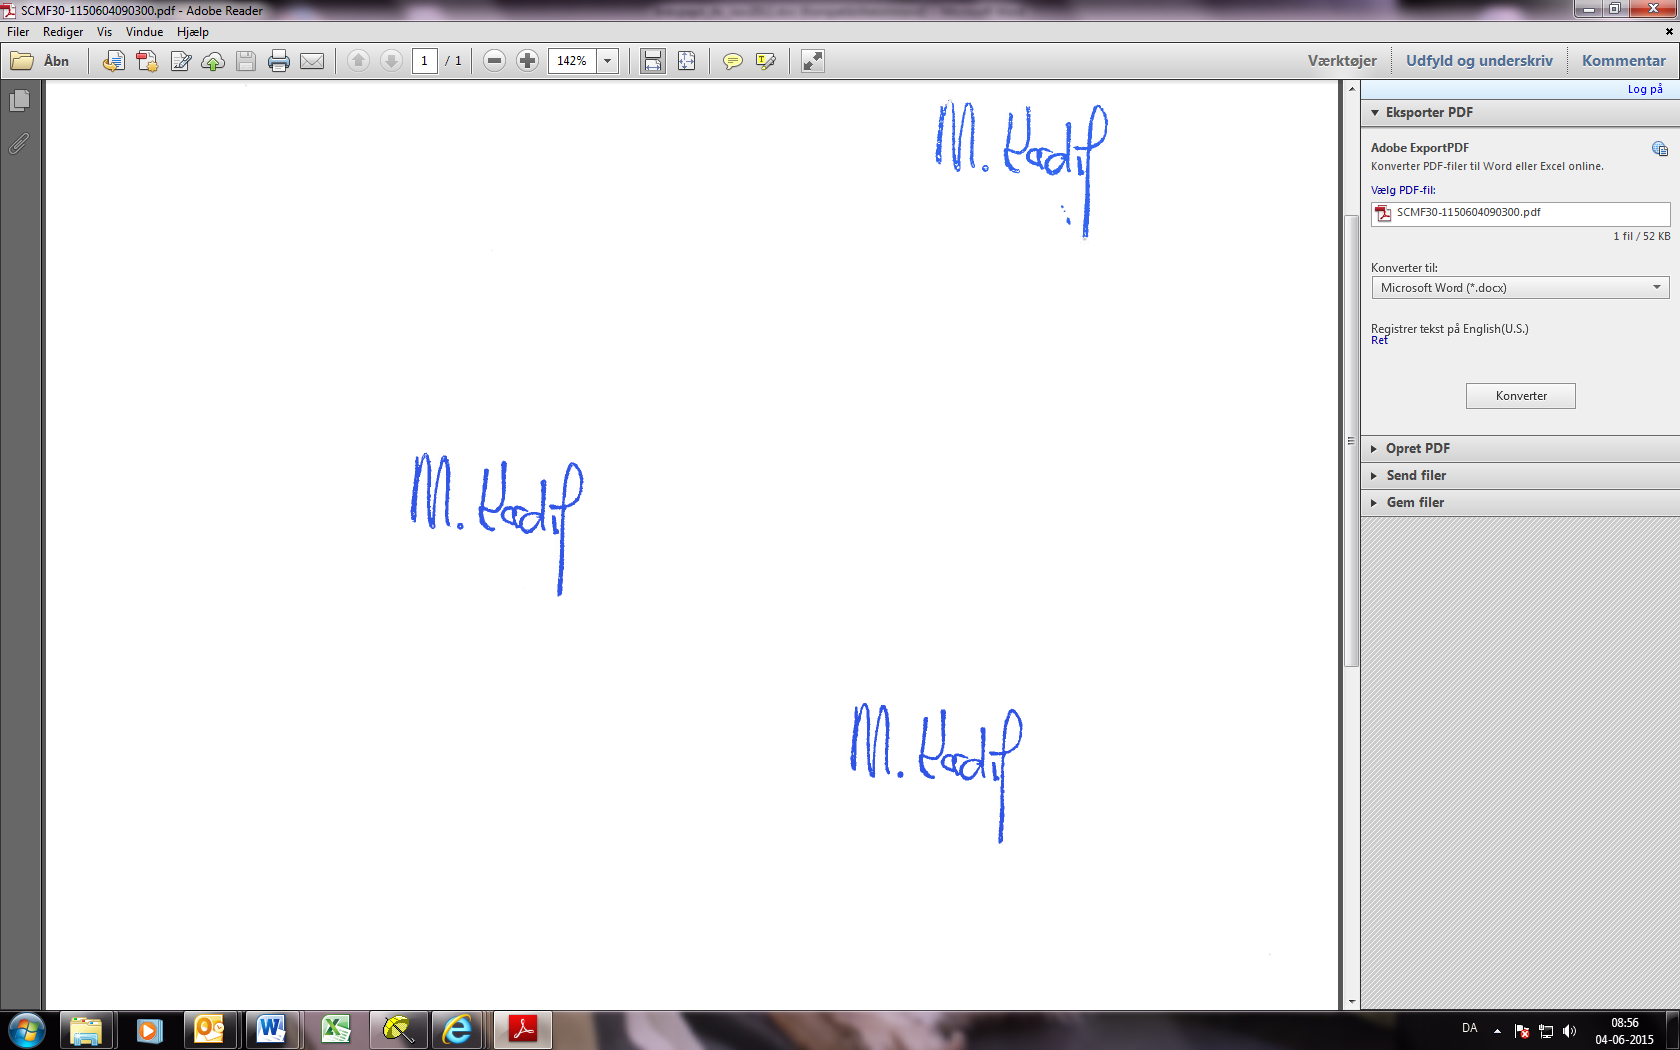 SCMF30-1150604090300.pdf - Adobe Reader
Filer Rediger Vis Vindue Hjælp
Åbn 1 / 1 142% Værktøjer Udfyld og underskriv Kommentar
Log på
Eksporter PDF
Adobe ExportPDF
Konverter PDF-filer til Word eller Excel online.
Vælg PDF-fil:
SCMF30-1150604090300.pdf
1 fil / 52 KB
Konverter til:
Microsoft Word (*.docx)
Registrer tekst på English(U.S.)
Ret
Konverter
Opret PDF
Send filer
Gem filer
M. Kadif
M. Kadif
M. Kadif
DA
08:56
04-06-2015